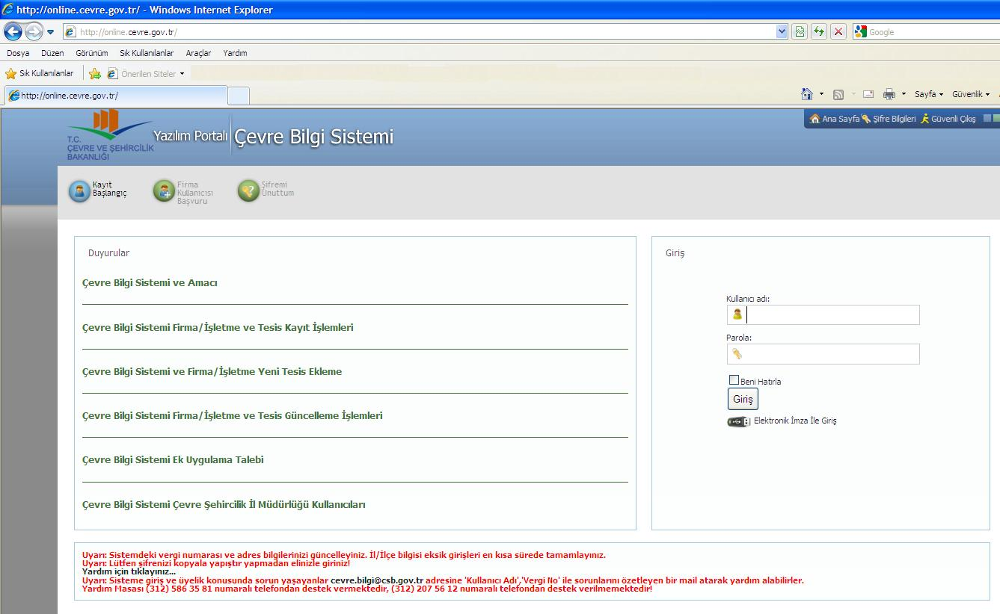 http://online.cevre.gov.tr/ - Windows Internet Explorer
http://online.cevre.gov.tr/
Google
Dosya Düzen Görünüm Sık Kullanılanlar Araçlar Yardım
Sık Kullanılanlar Önerilen Siteler
http://online.cevre.gov.tr/
Sayfa Güvenlik
Ana Sayfa Şifre Bilgileri Güvenli Çıkış
T.C.
ÇEVRE VE ŞEHİRCİLİK
BAKANLIĞI
Yazılım Portalı Çevre Bilgi Sistemi
Kayıt
Başlangıç
Firma
Kullanıcısı
Başvuru
Şifremi
Unuttum
Duyurular
Çevre Bilgi Sistemi ve Amacı
Çevre Bilgi Sistemi Firma/İşletme ve Tesis Kayıt İşlemleri
Çevre Bilgi Sistemi ve Firma/İşletme Yeni Tesis Ekleme
Çevre Bilgi Sistemi Firma/İşletme ve Tesis Güncelleme İşlemleri
Çevre Bilgi Sistemi Ek Uygulama Talebi
Çevre Bilgi Sistemi Çevre Şehircilik İl Müdürlüğü Kullanıcıları
Giriş
Kullanıcı adı:
Parola:
Beni Hatırla
Giriş
Elektronik İmza İle Giriş
Uyarı: Sistemdeki vergi numarası ve adres bilgilerinizi güncelleyiniz. İl/İlçe bilgisi eksik girişleri en kısa sürede tamamlayınız.
Uyarı: Lütfen şifrenizi kopyala yapıştır yapmadan elinizle giriniz!
Yardım için tıklayınız...
Uyarı: Sisteme giriş ve üyelik konusunda sorun yaşayanlar cevre.bilgi@csb.gov.tr adresine 'Kullanıcı Adı','Vergi No' ile sorunlarını özetleyen bir mail atarak yardım alabilirler.
Yardım Masası (312) 586 35 81 numaralı telefondan destek vermektedir, (312) 207 56 12 numaralı telefondan destek verilmemektedir!